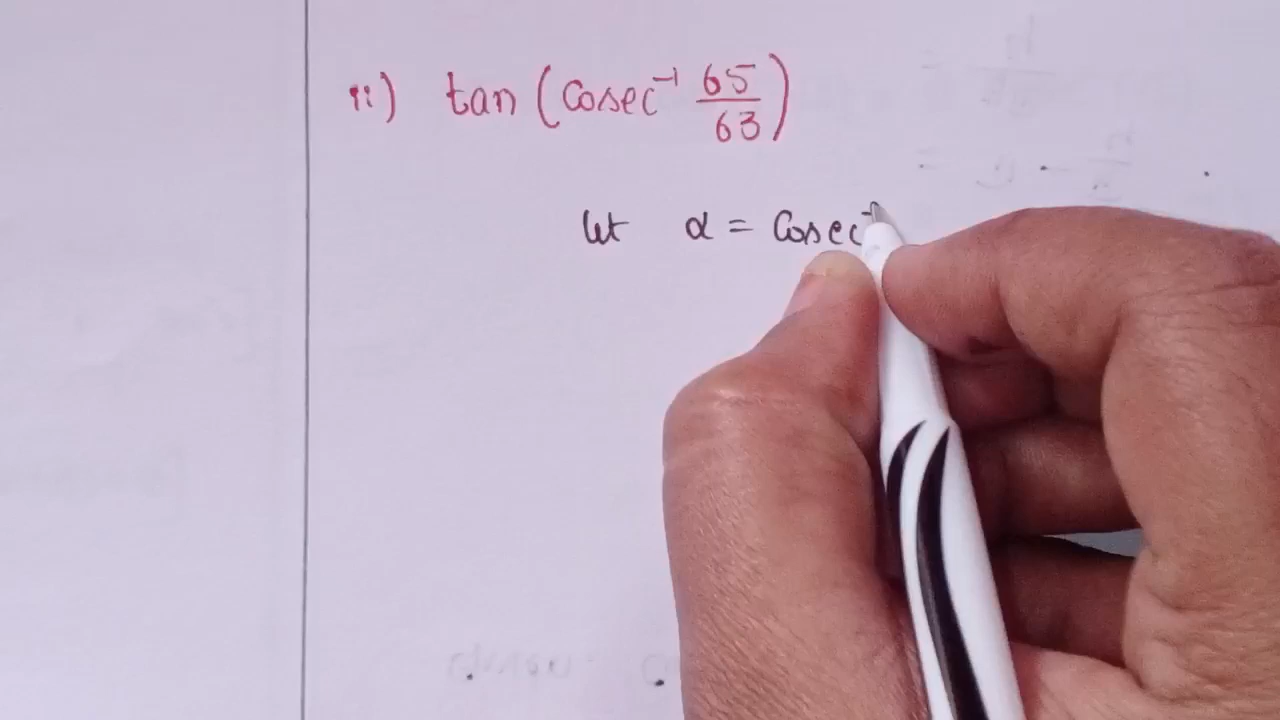 ii) tan (Cosec⁻¹ 65/63)
let α = Cosec⁻